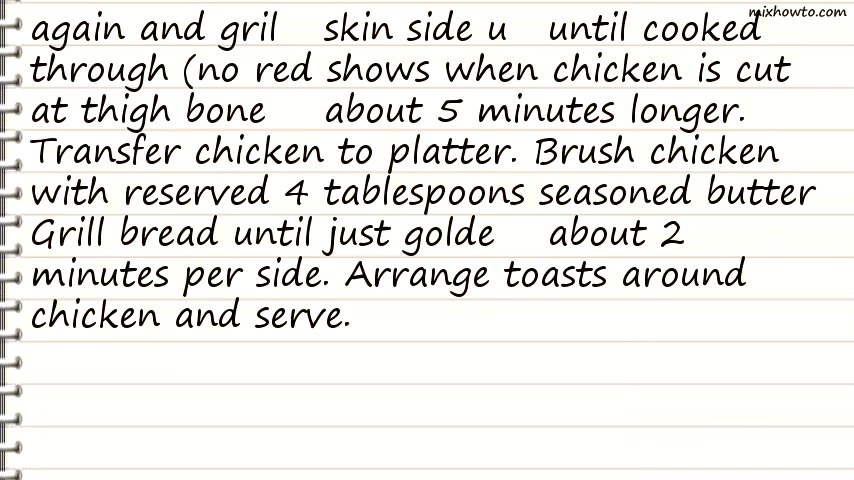 mixhowto.com
again and gril skin side u until cooked
through (no red shows when chicken is cut
at thigh bone about 5 minutes longer.
Transfer chicken to platter. Brush chicken
with reserved 4 tablespoons seasoned butter
Grill bread until just golde about 2
minutes per side. Arrange toasts around
chicken and serve.